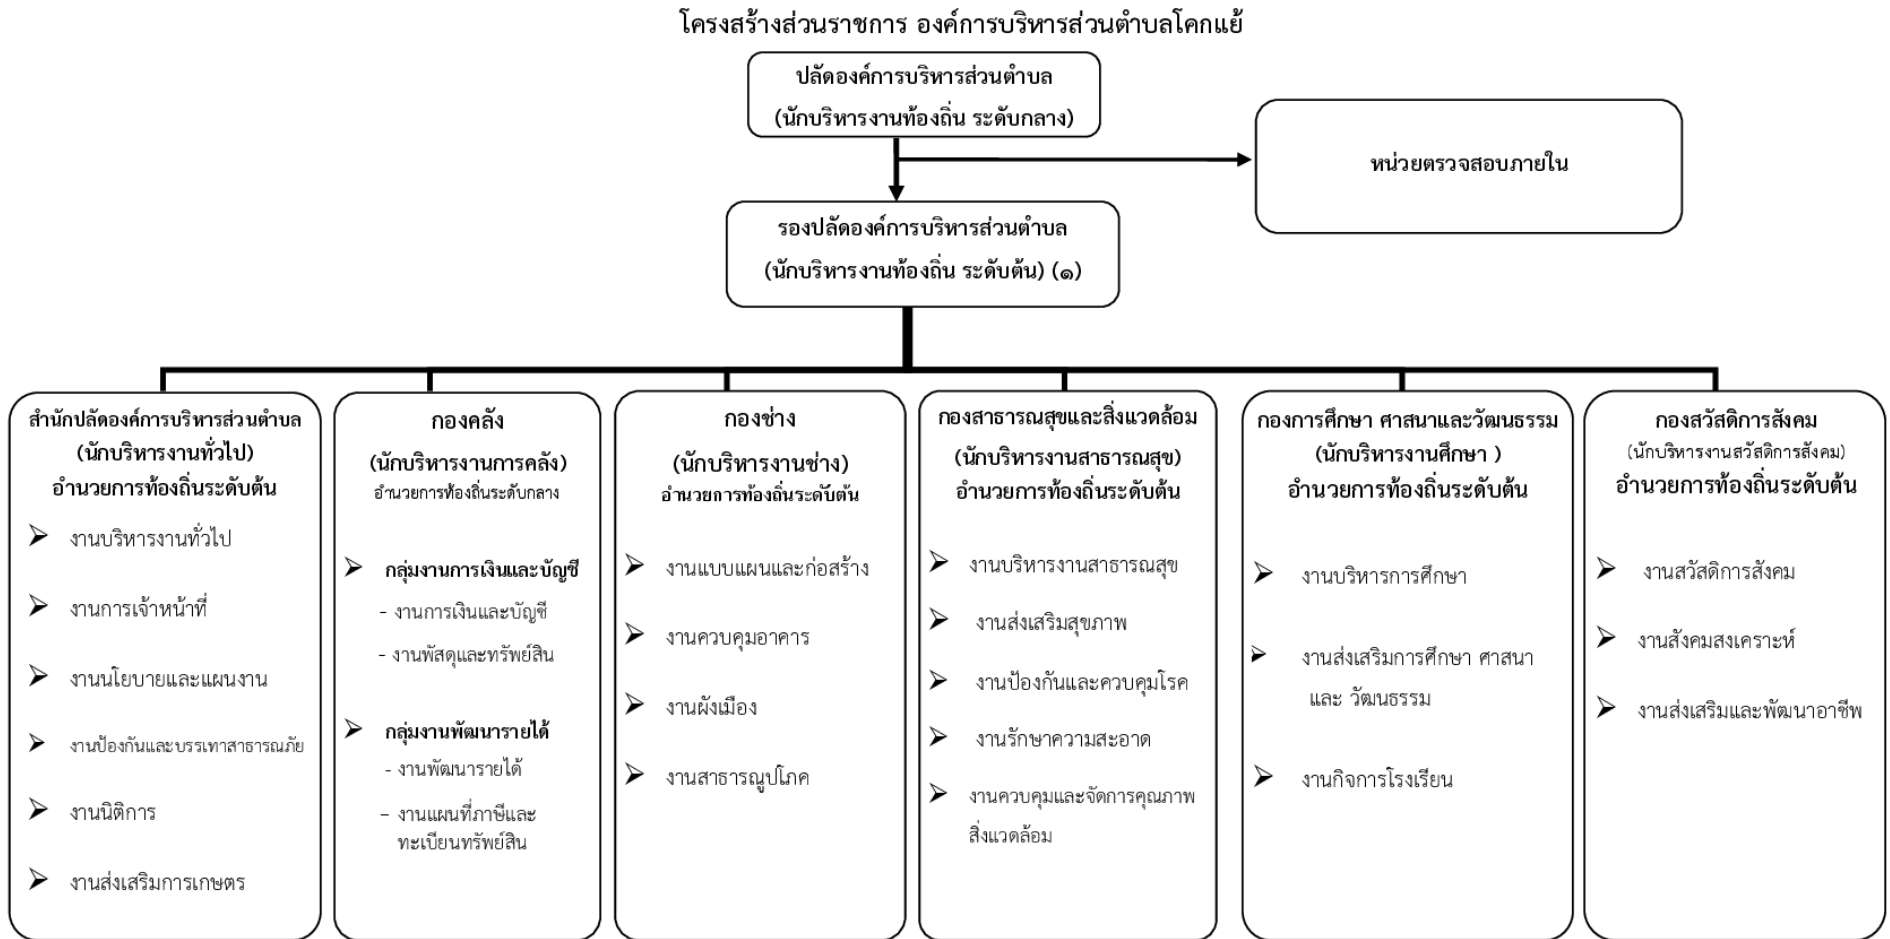 โครงสร้างส่วนราชการ องค์การบริหารส่วนตำบลโคกแย้
ปลัดองค์การบริหารส่วนตำบล
(นักบริหารงานท้องถิ่น ระดับกลาง)
หน่วยตรวจสอบภายใน
รองปลัดองค์การบริหารส่วนตำบล
(นักบริหารงานท้องถิ่น ระดับต้น) (๑)
สำนักปลัดองค์การบริหารส่วนตำบล
(นักบริหารงานทั่วไป)
อำนวยการท้องถิ่นระดับต้น
➢ งานบริหารงานทั่วไป
➢ งานการเจ้าหน้าที่
➢ งานนโยบายและแผนงาน
➢ งานป้องกันและบรรเทาสาธารณภัย
➢ งานนิติการ
➢ งานส่งเสริมการเกษตร
กองคลัง
(นักบริหารงานการคลัง)
อำนวยการท้องถิ่นระดับกลาง
➢ กลุ่มงานการเงินและบัญชี
- งานการเงินและบัญชี
- งานพัสดุและทรัพย์สิน
➢ กลุ่มงานพัฒนารายได้
- งานพัฒนารายได้
– งานแผนที่ภาษีและ
ทะเบียนทรัพย์สิน
กองช่าง
(นักบริหารงานช่าง)
อำนวยการท้องถิ่นระดับต้น
➢ งานแบบแผนและก่อสร้าง
➢ งานควบคุมอาคาร
➢ งานผังเมือง
➢ งานสาธารณูปโภค
กองสาธารณสุขและสิ่งแวดล้อม
(นักบริหารงานสาธารณสุข)
อำนวยการท้องถิ่นระดับต้น
➢ งานบริหารงานสาธารณสุข
➢ งานส่งเสริมสุขภาพ
➢ งานป้องกันและควบคุมโรค
➢ งานรักษาความสะอาด
➢ งานควบคุมและจัดการคุณภาพ
สิ่งแวดล้อม
กองการศึกษา ศาสนาและวัฒนธรรม
(นักบริหารงานศึกษา )
อำนวยการท้องถิ่นระดับต้น
➢ งานบริหารการศึกษา
➢ งานส่งเสริมการศึกษา ศาสนา
และ วัฒนธรรม
➢ งานกิจการโรงเรียน
กองสวัสดิการสังคม
(นักบริหารงานสวัสดิการสังคม)
อำนวยการท้องถิ่นระดับต้น
➢ งานสวัสดิการสังคม
➢ งานสังคมสงเคราะห์
➢ งานส่งเสริมและพัฒนาอาชีพ